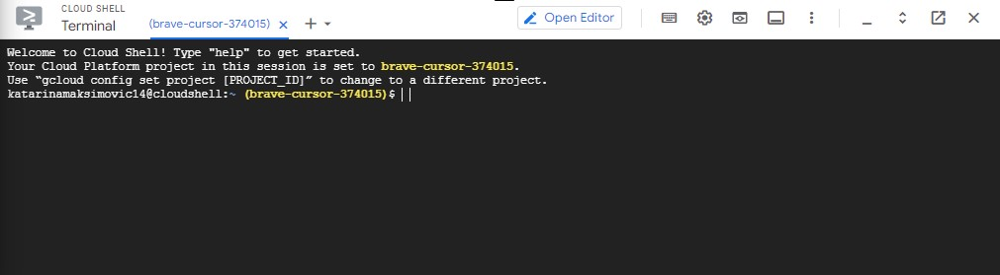 CLOUD SHELL
Terminal
(brave-cursor-374015)
Open Editor
Welcome to Cloud Shell! Type "help" to get started.
Your Cloud Platform project in this session is set to brave-cursor-374015.
Use “gcloud config set project [PROJECT_ID]” to change to a different project.
katarinamaksimovic14@cloudshell:~ (brave-cursor-374015)$